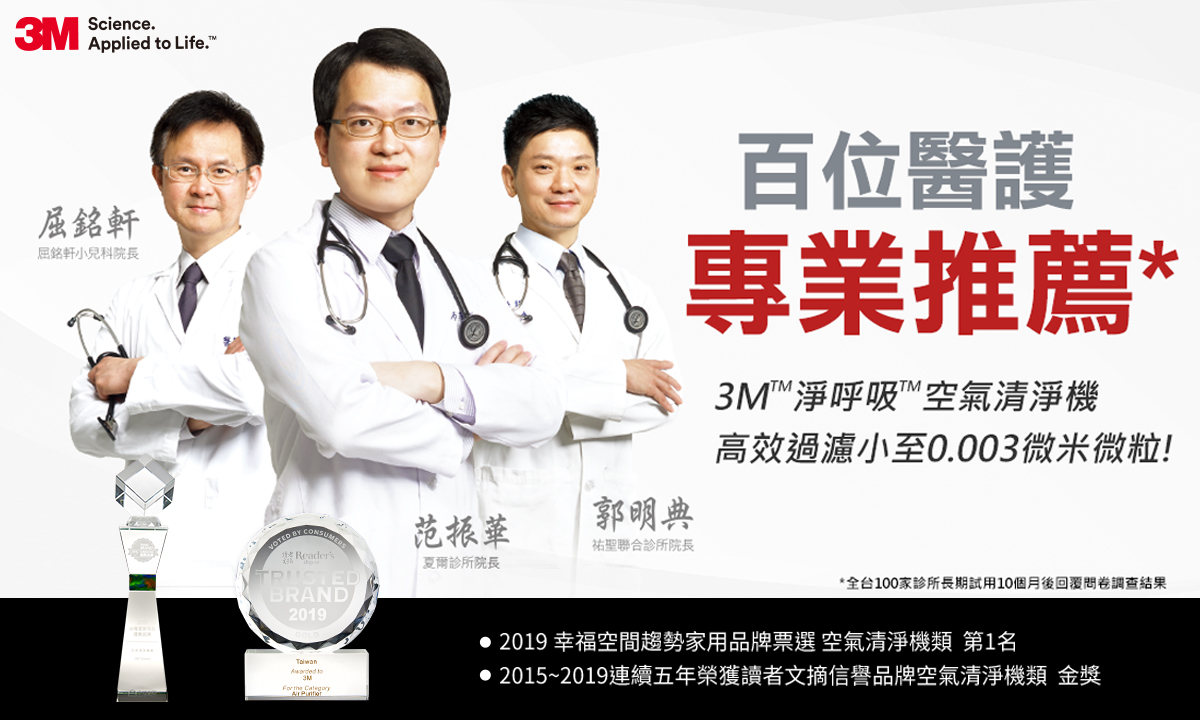 3M Science.
Applied to Life.™
百位醫護
專業推薦*
3M™淨呼吸™空氣清淨機
高效過濾小至0.003微米微粒!
屈銘軒
屈銘軒小兒科院長
范振華
夏爾診所院長
郭明典
祐聖聯合診所院長
*全台100家診所長期試用10個月後回覆問卷調查結果
VOTED BY CONSUMERS
Reader's
TRUSTED
BRAND
2019
Taiwan
Awarded to
3M
For the Category
Air Purifier
● 2019 幸福空間趨勢家用品牌票選 空氣清淨機類 第1名
● 2015~2019連續五年榮獲讀者文摘信譽品牌空氣清淨機類 金獎